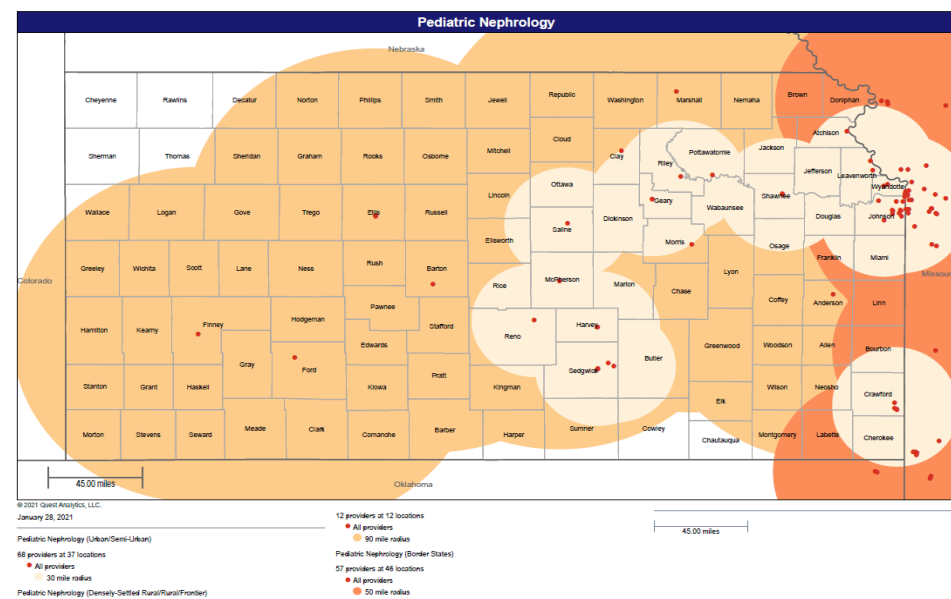 Pediatric Nephrology
Nebraska
Cheyenne Rawlins Decatur Norton Phillips Smith Jewell Republic Washington Marshall Nemaha Brown Doniphan
Sherman Thomas Sheridan Graham Rooks Osborne Mitchell Cloud Clay Riley Pottawatomie Jackson Atchison
Jefferson Leavenworth Wyandotte
Wallace Logan Gove Trego Ellis Russell Lincoln Ottawa Saline Dickinson Geary Wabaunsee Shawnee Douglas Johnson
Ellsworth Morris Osage
Greeley Wichita Scott Lane Ness Rush Barton Rice McPherson Marion Chase Lyon Franklin Miami
Colorado Missouri
Hamilton Kearny Finney Hodgeman Pawnee Stafford Reno Harvey Coffey Anderson Linn
Gray Ford Edwards Sedgwick Butler Greenwood Woodson Allen Bourbon
Stanton Grant Haskell Kiowa Pratt Kingman Elk Wilson Neosho Crawford
Morton Stevens Seward Meade Clark Comanche Barber Harper Sumner Cowley Chautauqua Montgomery Labette Cherokee
45.00 miles
Oklahoma
© 2021 Quest Analytics, LLC.
January 28, 2021
Pediatric Nephrology (Urban/Semi-Urban)
68 providers at 37 locations
All providers
30 mile radius
Pediatric Nephrology (Densely-Settled Rural/Rural/Frontier)
12 providers at 12 locations
All providers
90 mile radius
Pediatric Nephrology (Border States)
57 providers at 46 locations
All providers
50 mile radius
45.00 miles